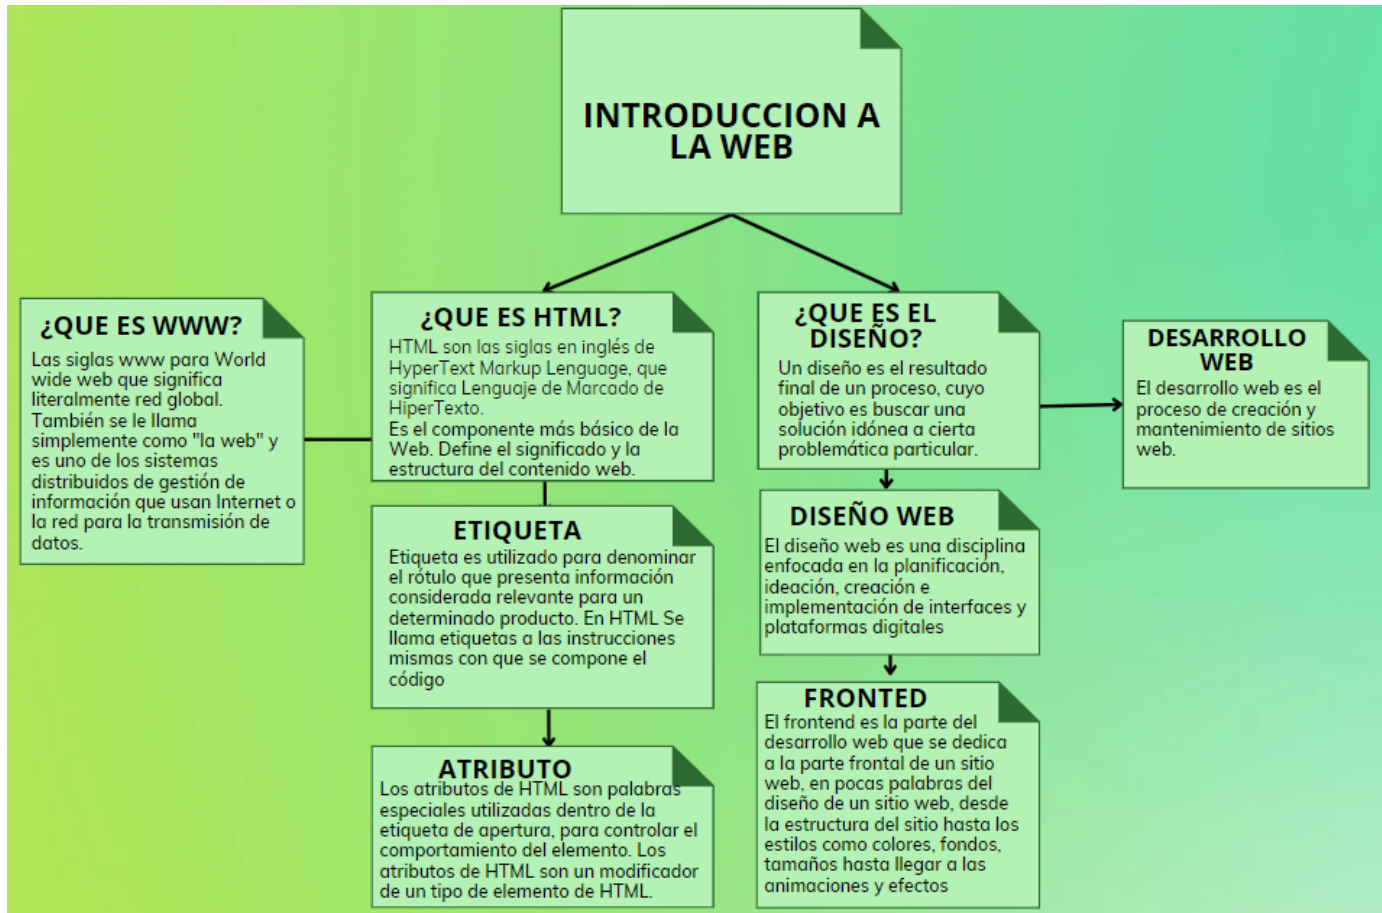 INTRODUCCION A
LA WEB
¿QUE ES WWW?
Las siglas www para World
wide web que significa
literalmente red global.
También se le llama
simplemente como "la web" y
es uno de los sistemas
distribuidos de gestión de
información que usan Internet o
la red para la transmisión de
datos.
¿QUE ES HTML?
HTML son las siglas en inglés de
HyperText Markup Lenguage, que
significa Lenguaje de Marcado de
HiperTexto.
Es el componente más básico de la
Web. Define el significado y la
estructura del contenido web.
ETIQUETA
Etiqueta es utilizado para denominar
el rótulo que presenta información
considerada relevante para un
determinado producto. En HTML Se
llama etiquetas a las instrucciones
mismas con que se compone el
código
ATRIBUTO
Los atributos de HTML son palabras
especiales utilizadas dentro de la
etiqueta de apertura, para controlar el
comportamiento del elemento. Los
atributos de HTML son un modificador
de un tipo de elemento de HTML.
¿QUE ES EL
DISEÑO?
Un diseño es el resultado
final de un proceso, cuyo
objetivo es buscar una
solución idónea a cierta
problemática particular.
DISEÑO WEB
El diseño web es una disciplina
enfocada en la planificación,
ideación, creación e
implementación de interfaces y
plataformas digitales
FRONTED
El frontend es la parte del
desarrollo web que se dedica
a la parte frontal de un sitio
web, en pocas palabras del
diseño de un sitio web, desde
la estructura del sitio hasta los
estilos como colores, fondos,
tamaños hasta llegar a las
animaciones y efectos
DESARROLLO
WEB
El desarrollo web es el
proceso de creación y
mantenimiento de sitios
web.